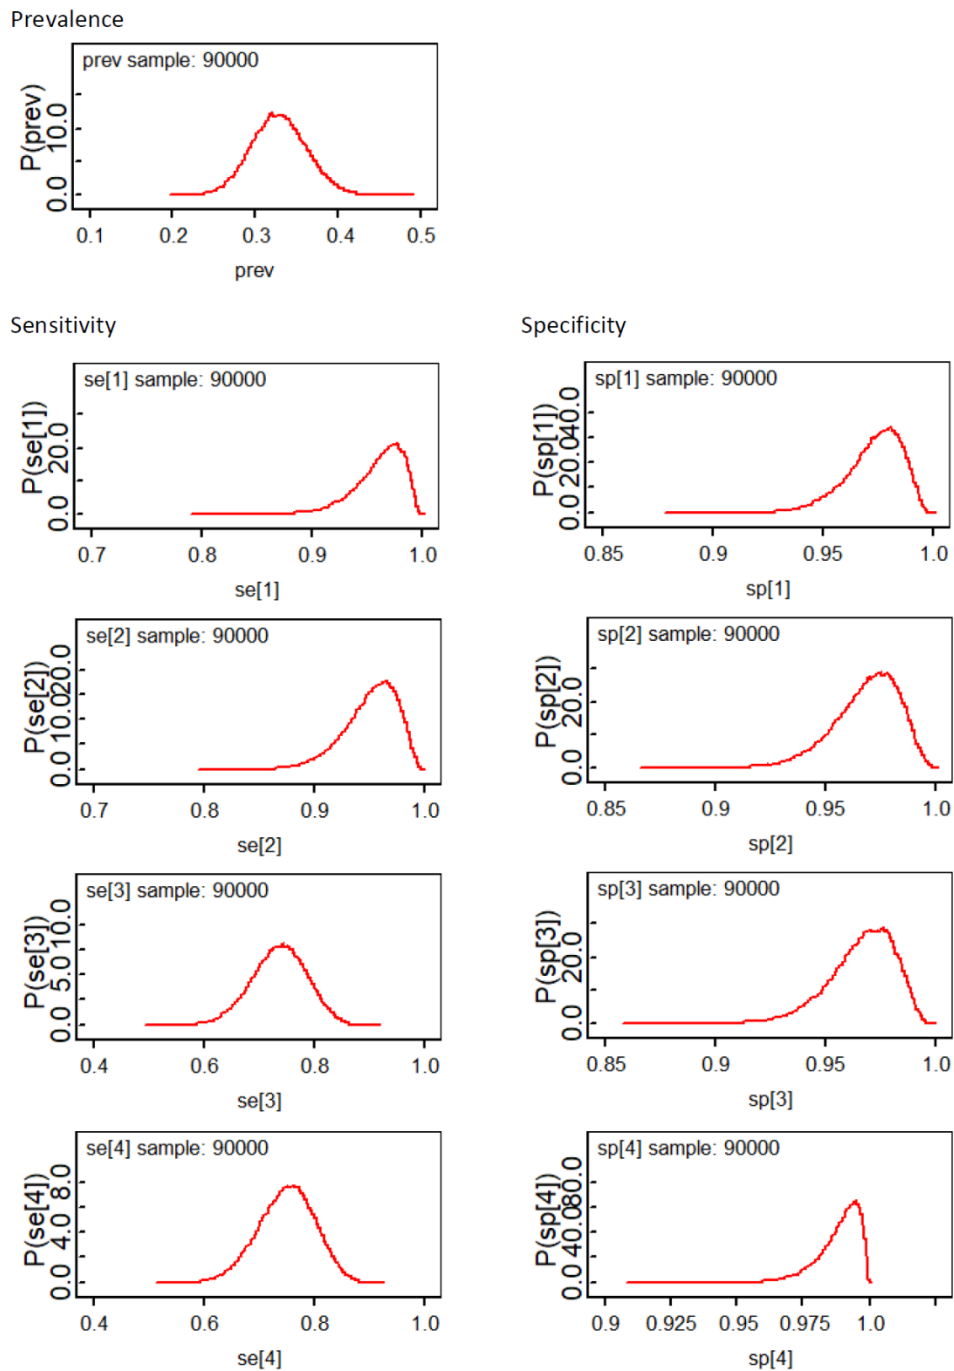 Prevalence
prev sample: 90000
P(prev)
0.0 10.0
0.1 0.2 0.3 0.4 0.5
prev
Sensitivity
Specificity
se[1] sample: 90000
P(se[1])
0.0 20.0
0.7 0.8 0.9 1.0
se[1]
sp[1] sample: 90000
P(sp[1])
0.0 20.0 40.0
0.85 0.9 0.95 1.0
sp[1]
se[2] sample: 90000
P(se[2])
0.0 10.0 20.0
0.7 0.8 0.9 1.0
se[2]
sp[2] sample: 90000
P(sp[2])
0.0 20.0
0.85 0.9 0.95 1.0
sp[2]
se[3] sample: 90000
P(se[3])
0.0 5.0 10.0
0.4 0.6 0.8 1.0
se[3]
sp[3] sample: 90000
P(sp[3])
0.0 20.0
0.85 0.9 0.95 1.0
sp[3]
se[4] sample: 90000
P(se[4])
0.0 4.0 8.0
0.4 0.6 0.8 1.0
se[4]
sp[4] sample: 90000
P(sp[4])
0.0 40.0 80.0
0.9 0.925 0.95 0.975 1.0
sp[4]